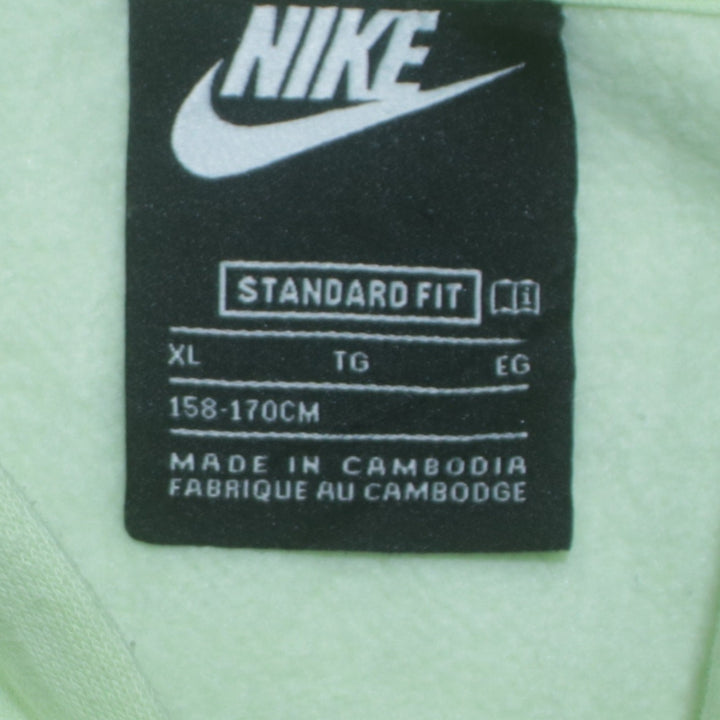 NIKE
STANDARD FIT i
XL TG EG
158-170CM
MADE IN CAMBODIA
FABRIQUE AU CAMBODGE